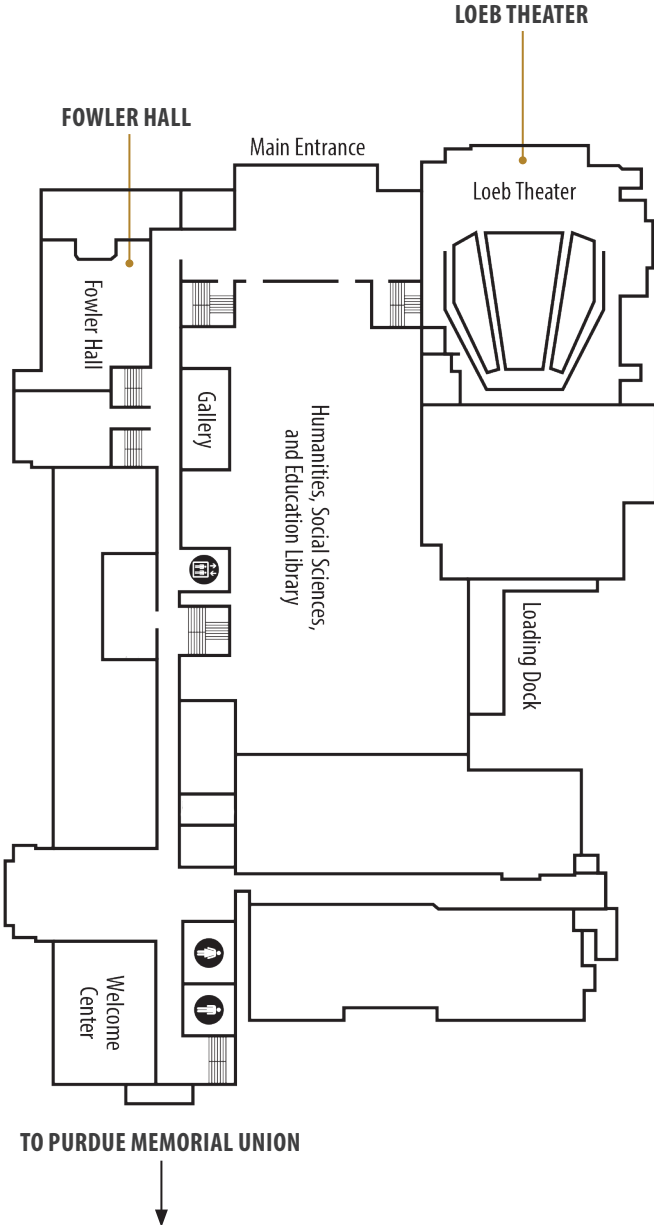 LOEB THEATER
FOWLER HALL
Main Entrance
Loeb Theater
Fowler Hall
Gallery
Humanities, Social Sciences,
and Education Library
Loading Dock
Welcome
Center
TO PURDUE MEMORIAL UNION